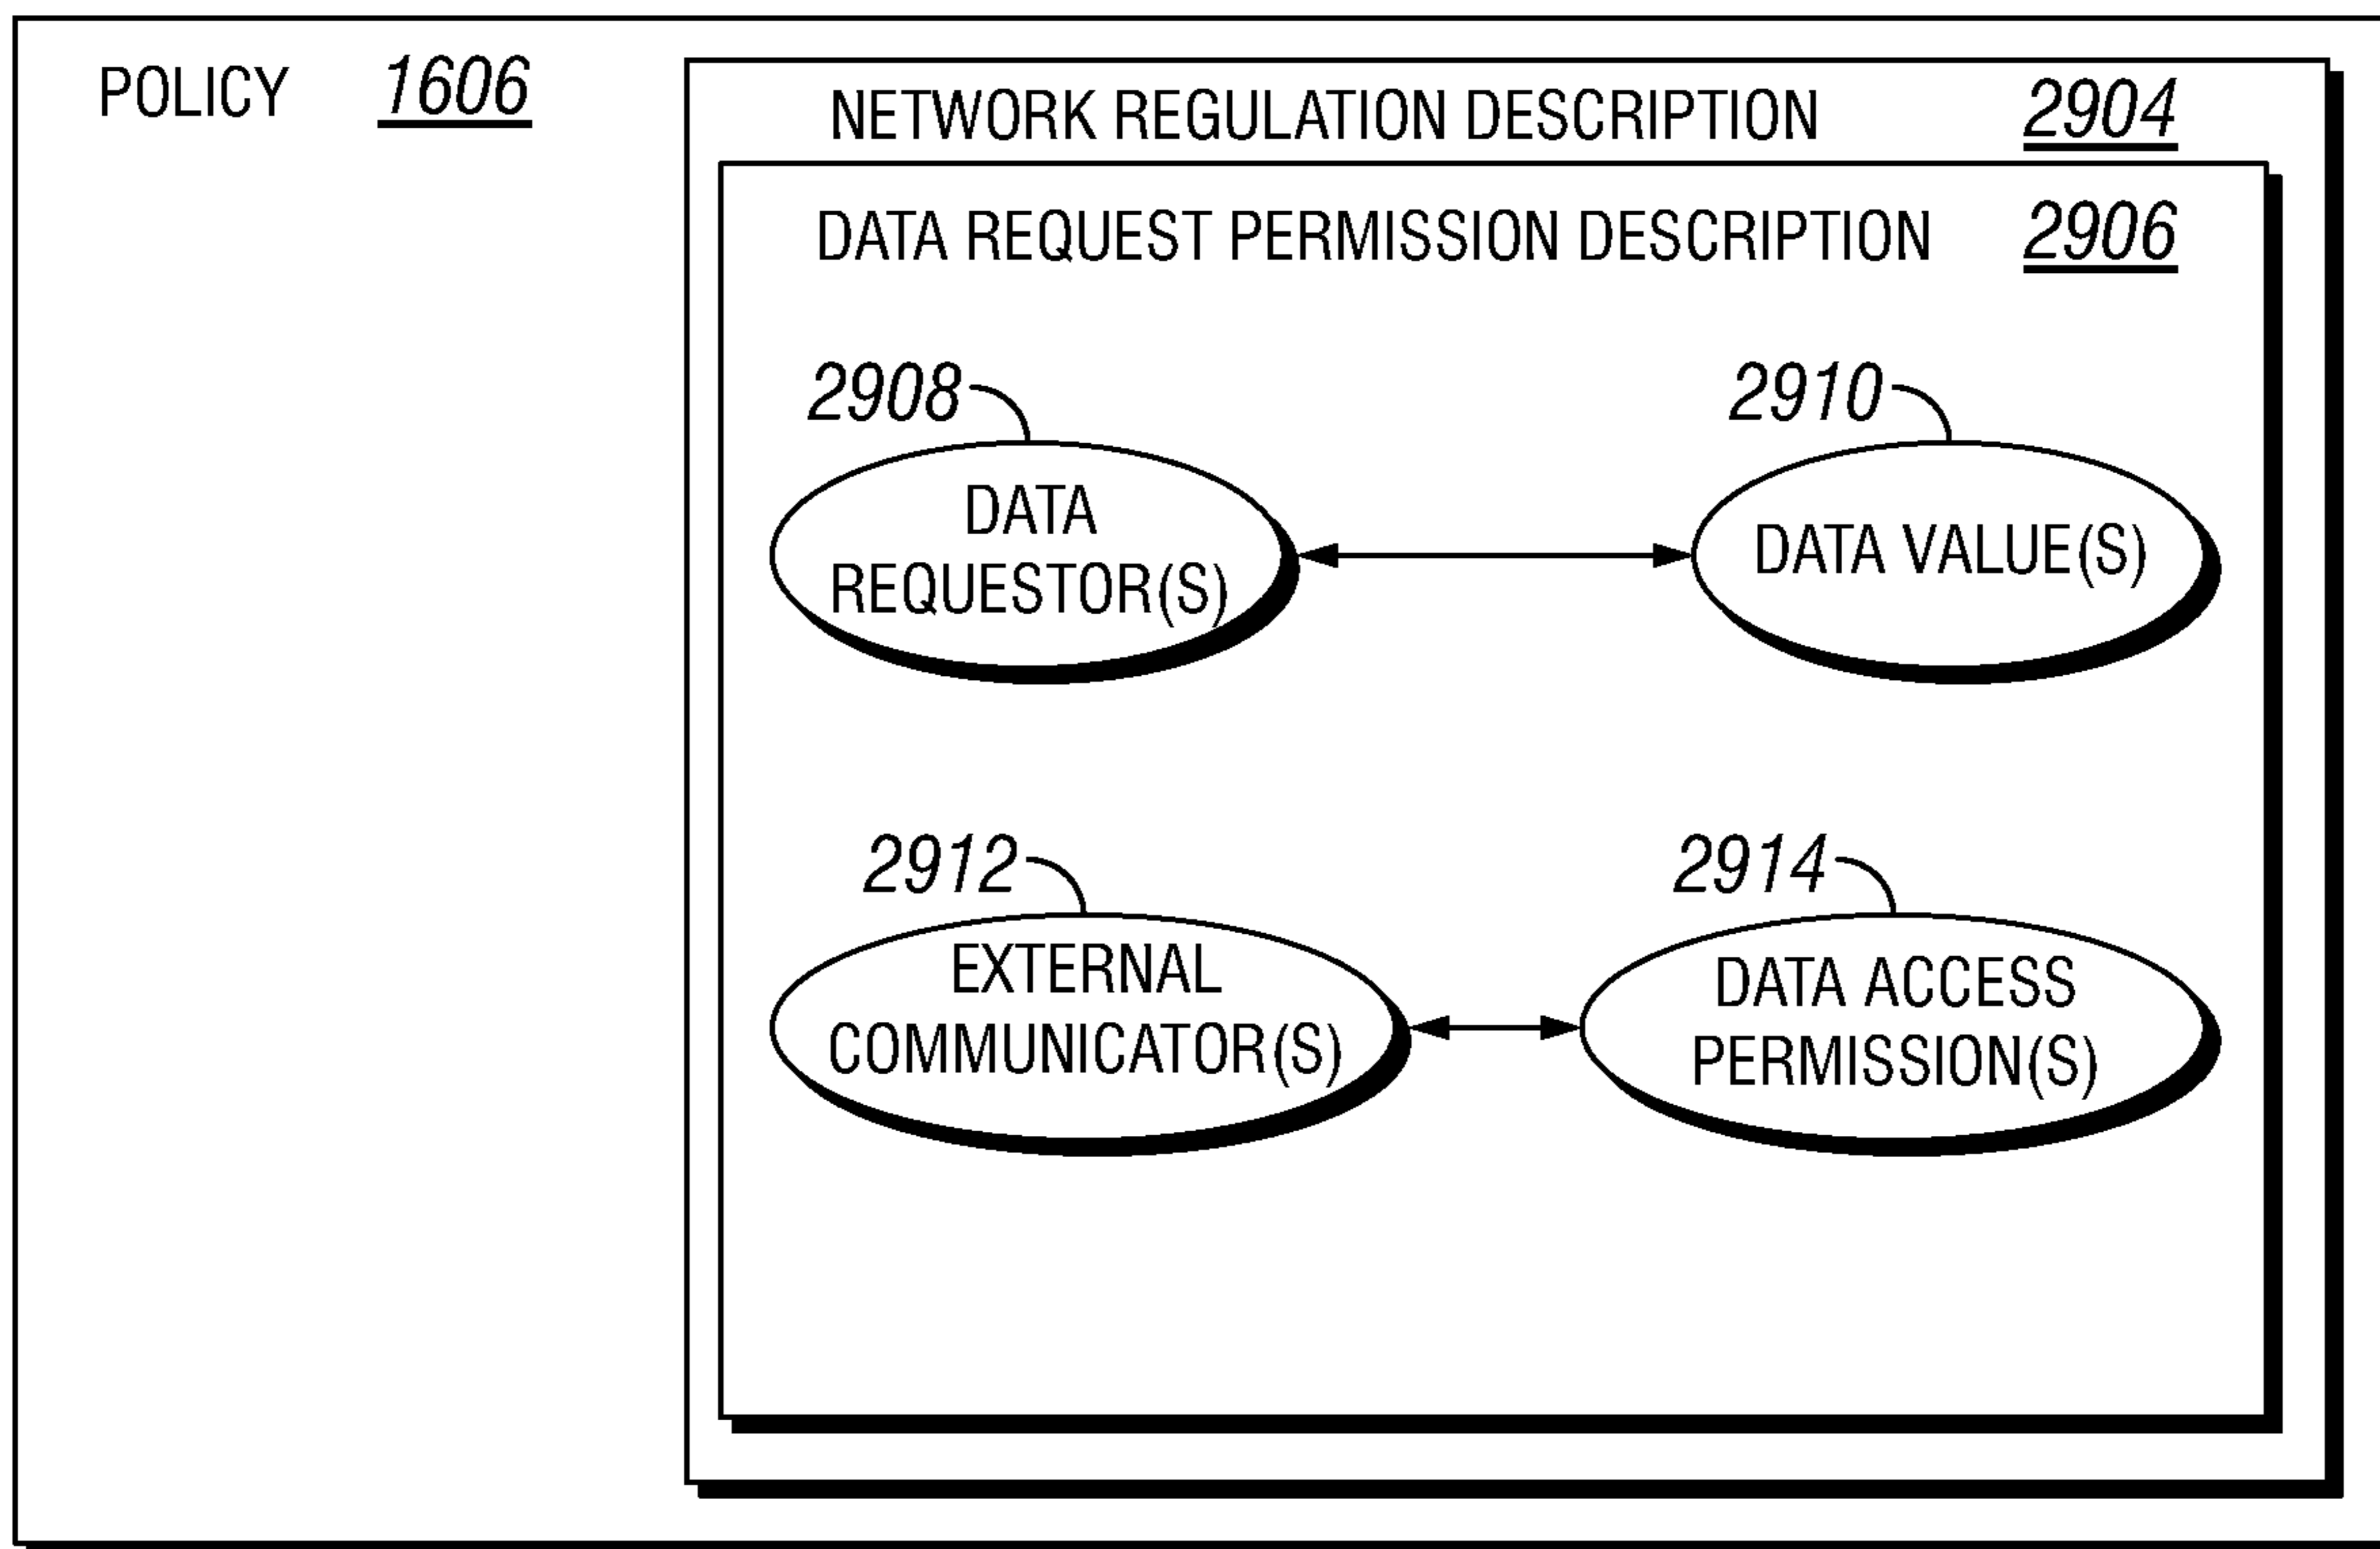 POLICY 1606
NETWORK REGULATION DESCRIPTION 2904
DATA REQUEST PERMISSION DESCRIPTION 2906
2908
2910
DATA
REQUESTOR(S)
DATA VALUE(S)
2912
2914
EXTERNAL
COMMUNICATOR(S)
DATA ACCESS
PERMISSION(S)